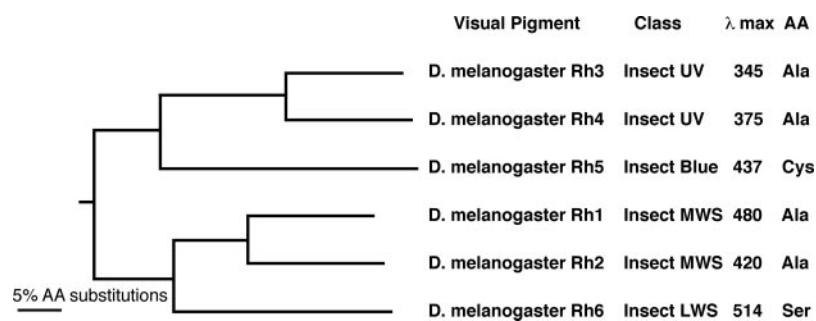 Visual Pigment Class λ max AA
D. melanogaster Rh3 Insect UV 345 Ala
D. melanogaster Rh4 Insect UV 375 Ala
D. melanogaster Rh5 Insect Blue 437 Cys
D. melanogaster Rh1 Insect MWS 480 Ala
D. melanogaster Rh2 Insect MWS 420 Ala
5% AA substitutions
D. melanogaster Rh6 Insect LWS 514 Ser